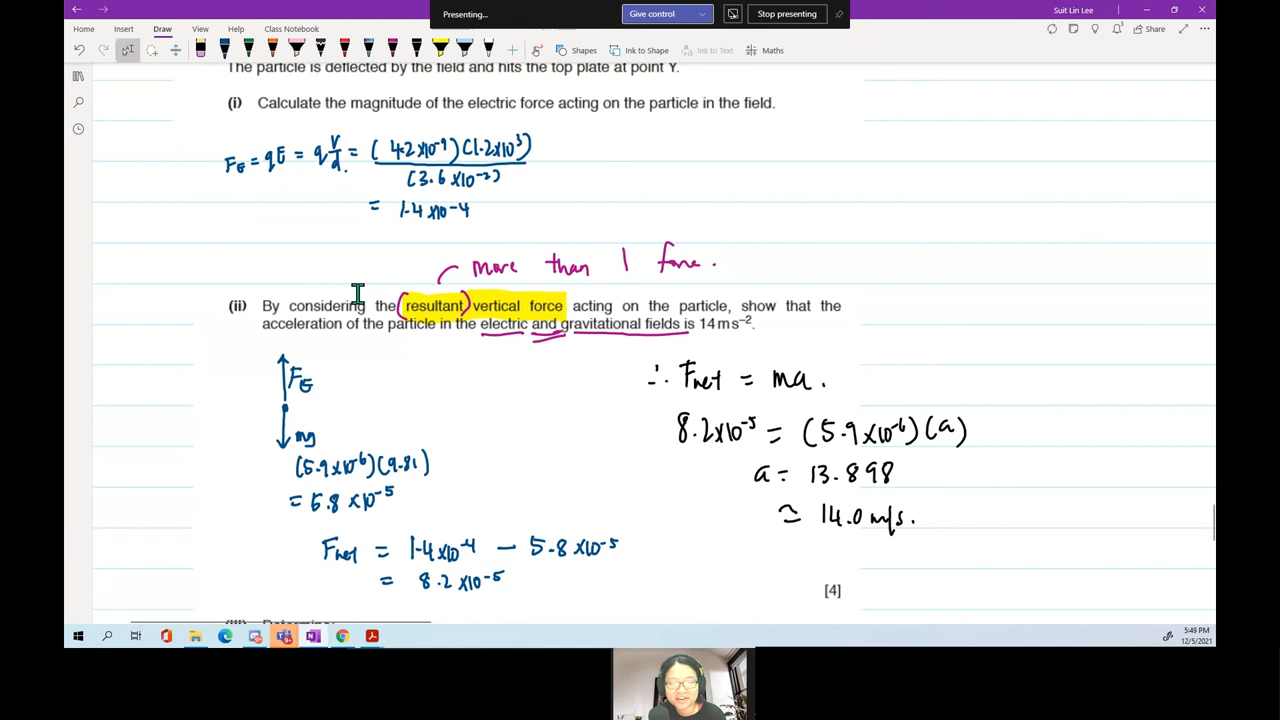 Presenting...
Give control
Stop presenting
Suit Lin Lee
Home Insert Draw View Help Class Notebook
Share
Shapes Ink to Shape Ink to Text Maths
The particle is deflected by the field and hits the top plate at point Y.
(i) Calculate the magnitude of the electric force acting on the particle in the field.
F_E = qE = q V/d = (4.2×10⁻⁹)(1.2×10³)
(3.6×10⁻²)
= 1.4×10⁻⁴
more than 1 force.
(ii) By considering the (resultant) vertical force acting on the particle, show that the
acceleration of the particle in the electric and gravitational fields is 14 m s⁻².
F_E
mg
(5.9×10⁻⁶)(9.81)
= 5.8×10⁻⁵
Fnet = 1.4×10⁻⁴ − 5.8×10⁻⁵
= 8.2×10⁻⁵
∴ Fnet = ma.
8.2×10⁻⁵ = (5.9×10⁻⁶)(a)
a = 13.898
≃ 14.0 m/s.
[4]
5:49 PM
12/5/2021